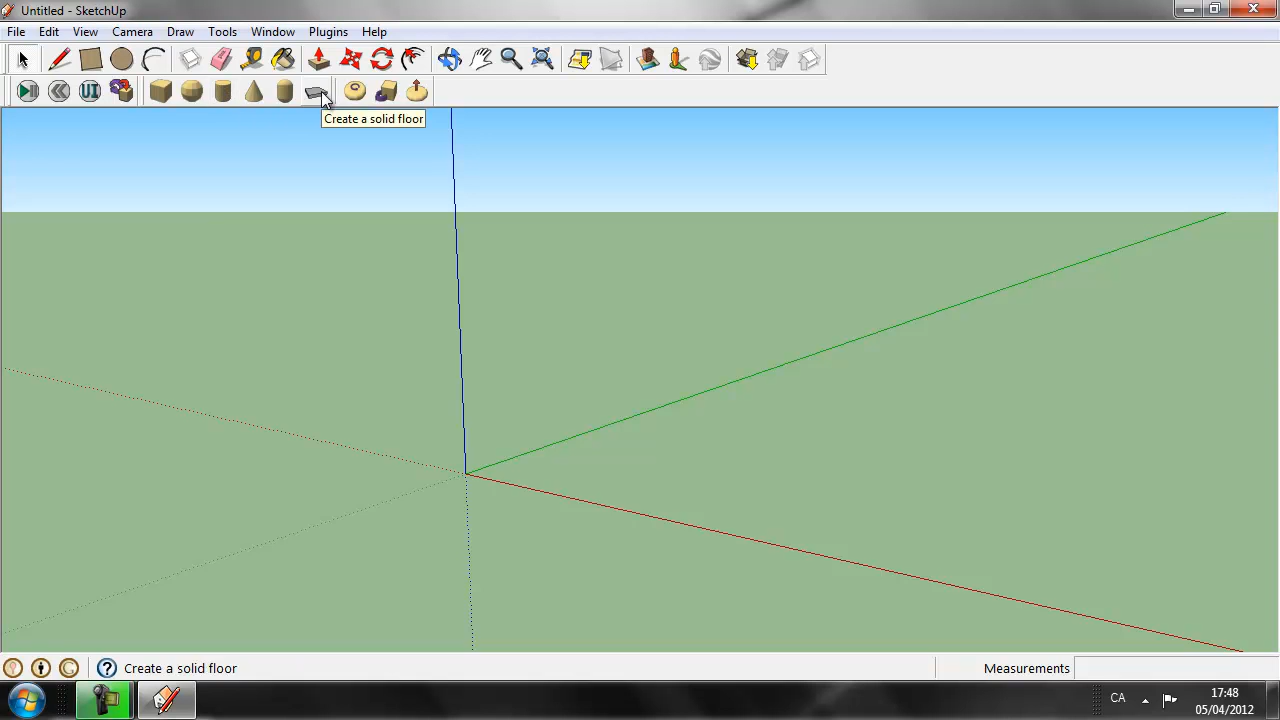 Untitled - SketchUp
File Edit View Camera Draw Tools Window Plugins Help
UI
Create a solid floor
Create a solid floor
Measurements
CA
17:48
05/04/2012